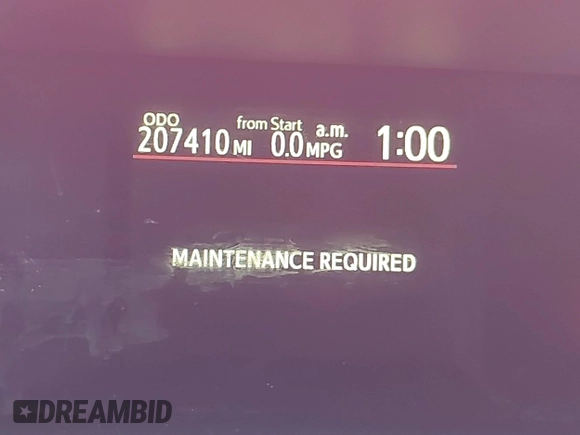 ODO from Start a.m. 1:00
207410 MI 0.0 MPG
MAINTENANCE REQUIRED
DREAMBID